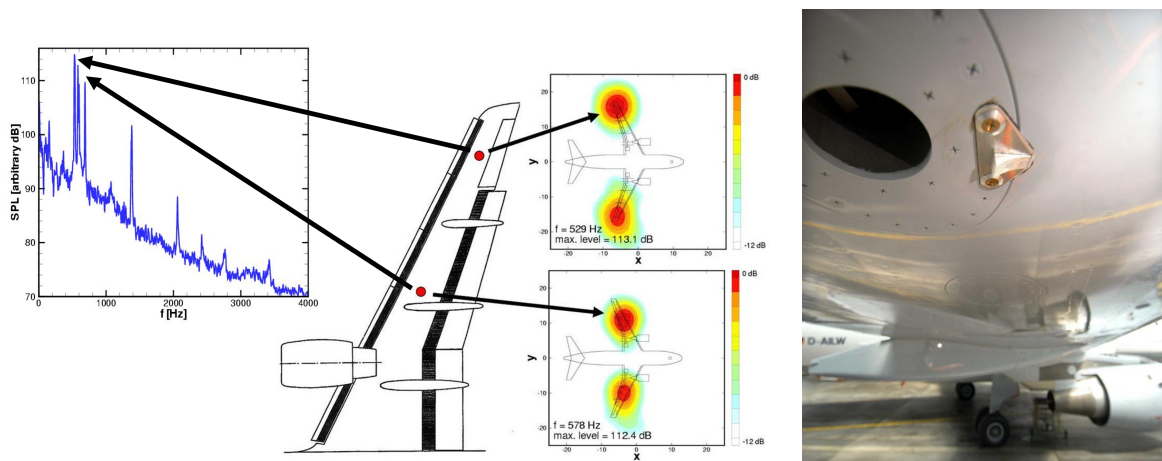 SPL [arbitrary dB]
110
100
90
80
70
0
1000
2000
3000
4000
f [Hz]
20
10
0
-10
-20
y
f = 529 Hz
max. level = 113.1 dB
-20
-10
0
10
20
x
0 dB
-12 dB
20
10
0
-10
-20
y
f = 578 Hz
max. level = 112.4 dB
-20
-10
0
10
20
x
0 dB
-12 dB
D-AILW